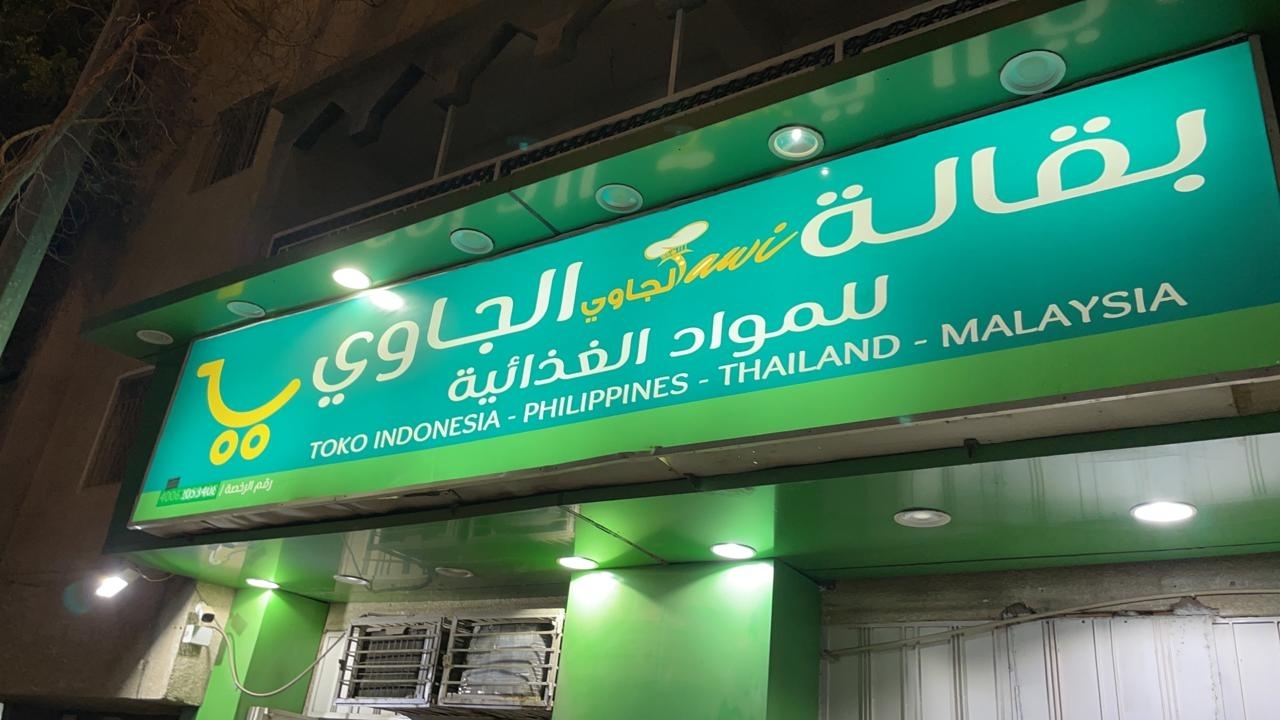 بقالة الجاوي
الجاوي Jawi
للمواد الغذائية
TOKO INDONESIA - PHILIPPINES - THAILAND - MALAYSIA
رقم الرخصة /